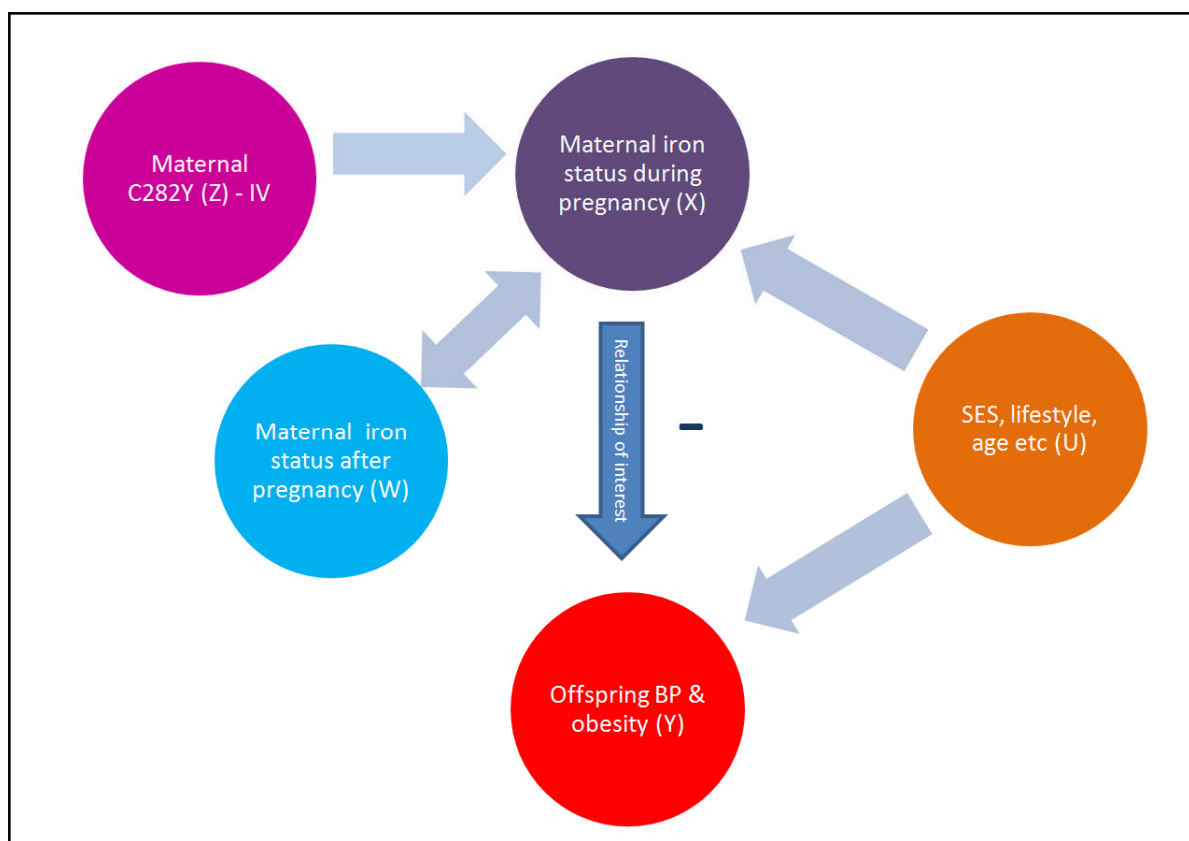 Maternal
C282Y (Z) - IV
Maternal iron
status during
pregnancy (X)
Relationship of interest
–
SES, lifestyle,
age etc (U)
Maternal iron
status after
pregnancy (W)
Offspring BP &
obesity (Y)